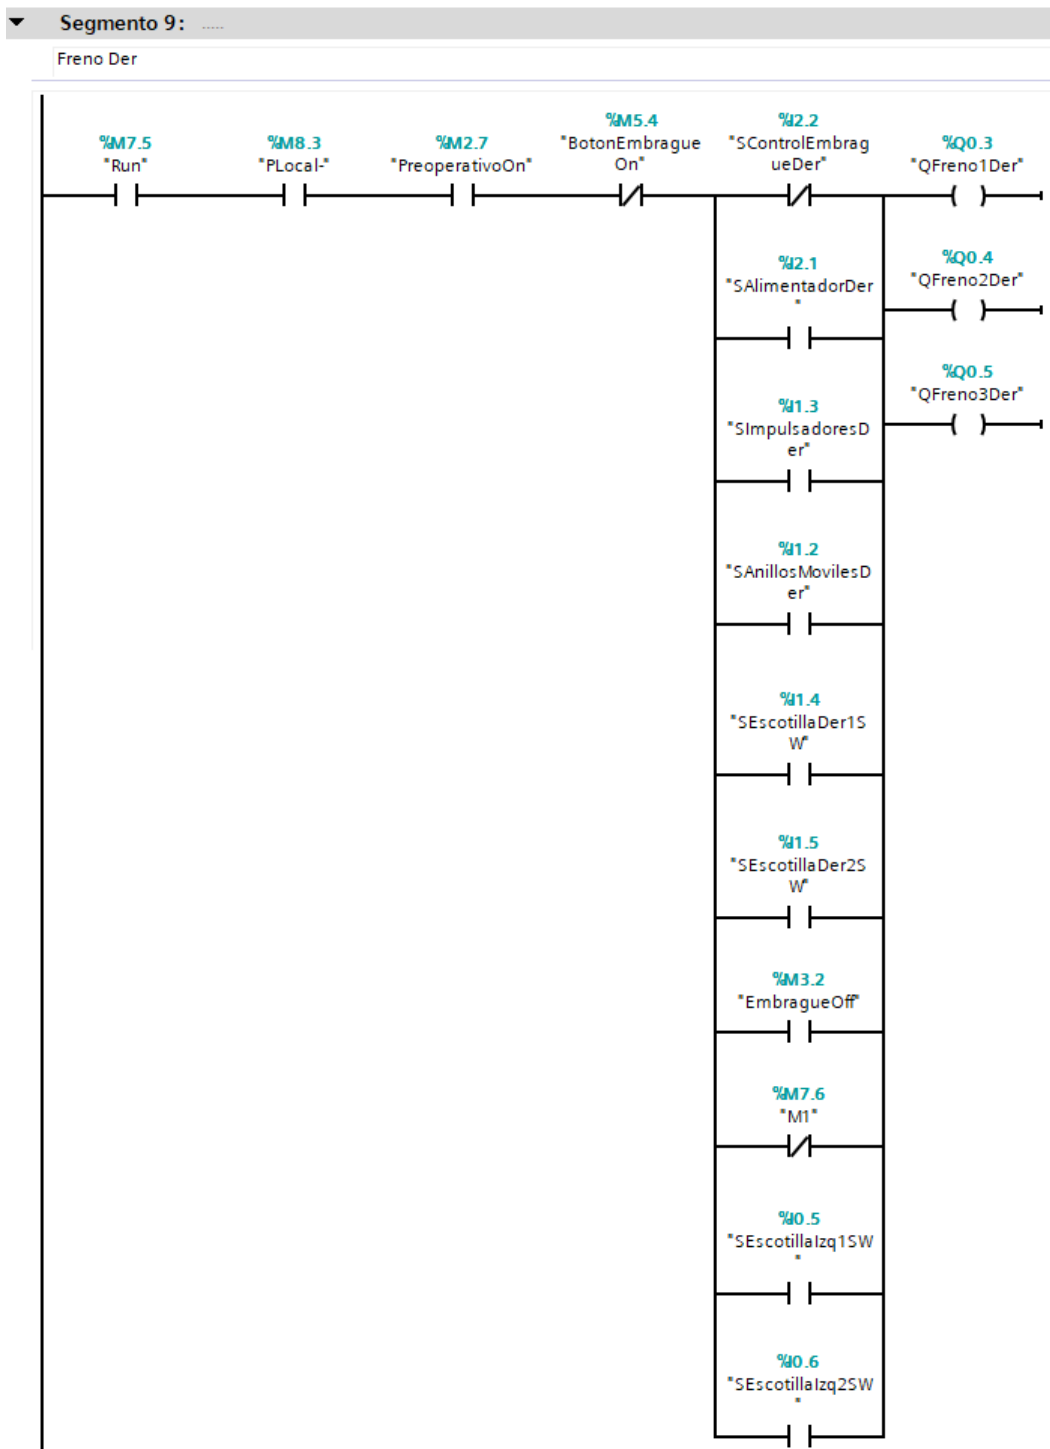 Segmento 9: .....
Freno Der
%M7.5
"Run"
%M8.3
"PLocal-"
%M2.7
"PreoperativoOn"
%M5.4
"BotonEmbrague
On"
%I2.2
"SControlEmbrag
ueDer"
%Q0.3
"QFreno1Der"
%I2.1
"SAlimentadorDer
"
%Q0.4
"QFreno2Der"
%I1.3
"SImpulsadoresD
er"
%Q0.5
"QFreno3Der"
%I1.2
"SAnillosMovilesD
er"
%I1.4
"SEscotillaDer1S
W"
%I1.5
"SEscotillaDer2S
W"
%M3.2
"EmbragueOff"
%M7.6
"M1"
%I0.5
"SEscotillaIzq1SW
"
%I0.6
"SEscotillaIzq2SW
"